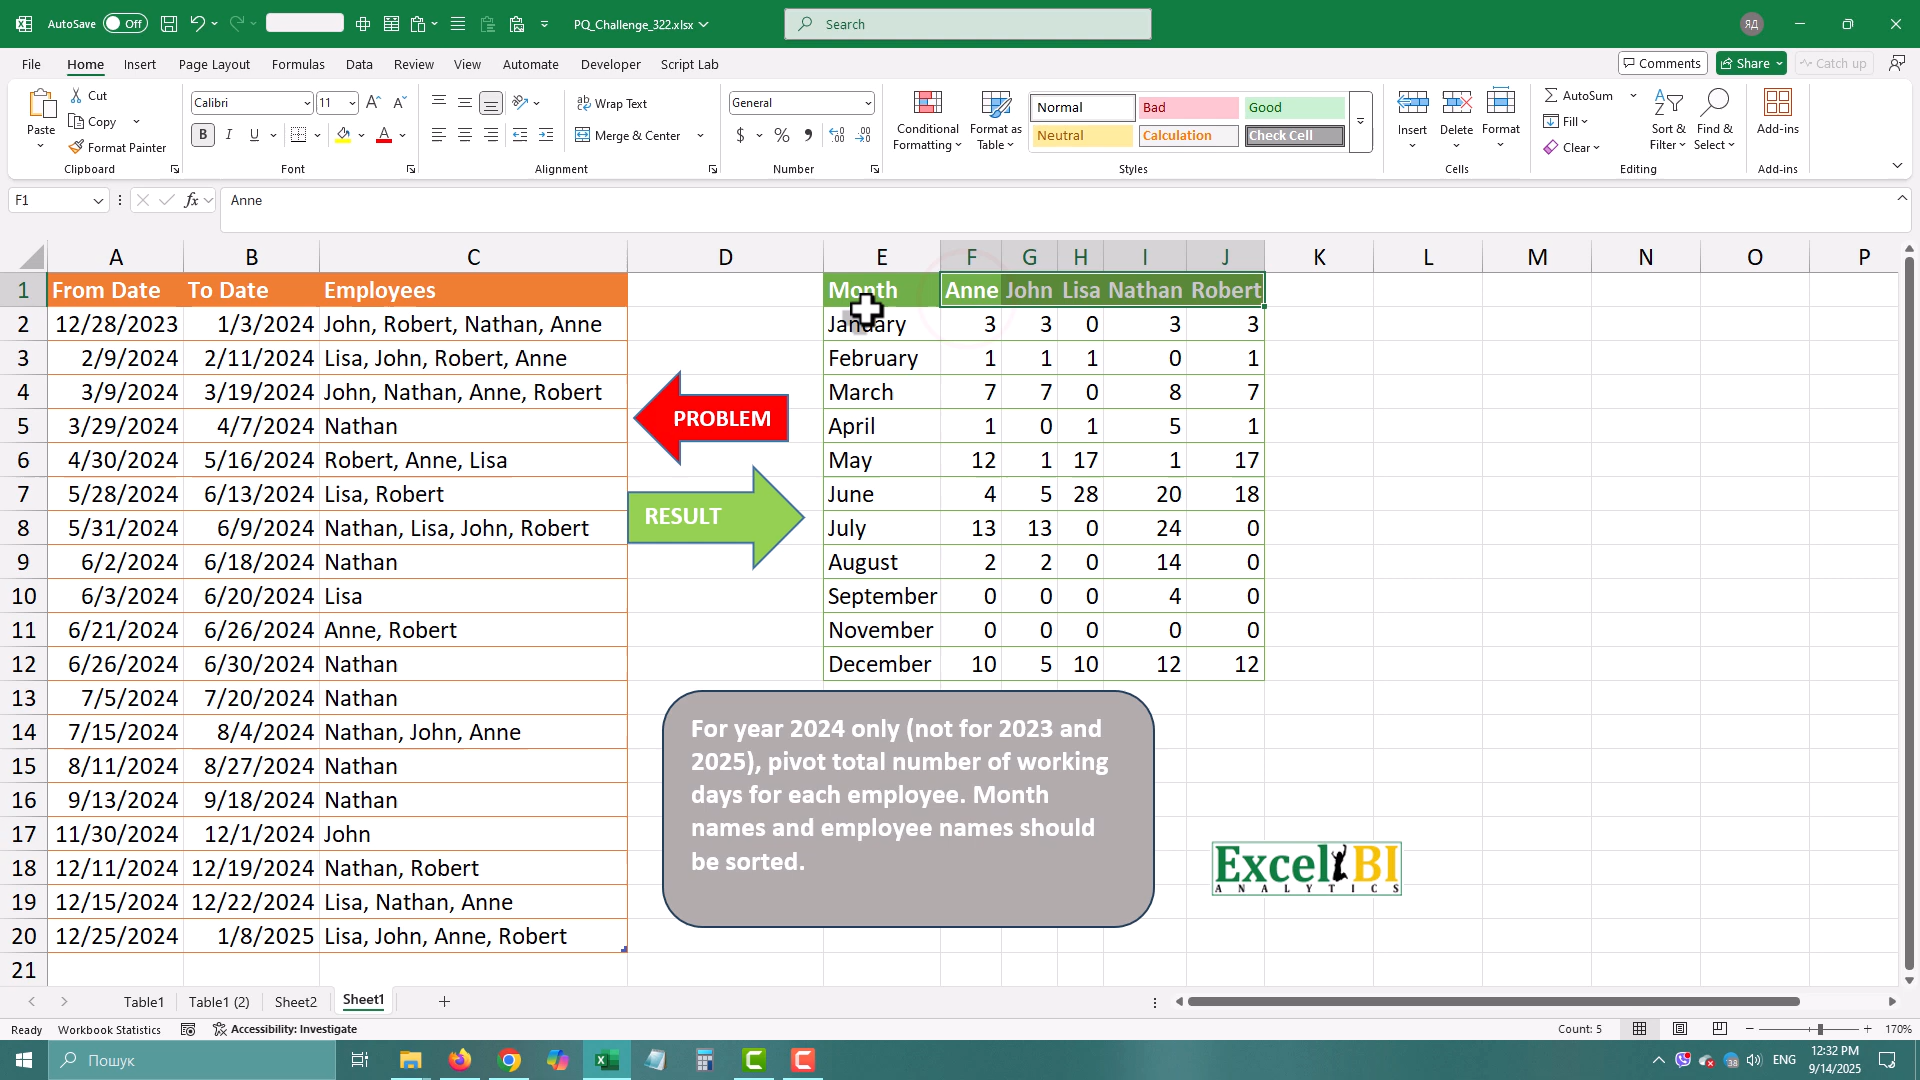 AutoSave Off PQ_Challenge_322.xlsx Search ЯД
File Home Insert Page Layout Formulas Data Review View Automate Developer Script Lab Comments Share Catch up
Paste Cut Copy Format Painter Clipboard
Calibri 11 B I U A Font
Wrap Text Merge & Center Alignment
General $ % Number
Conditional Formatting Format as Table Normal Bad Good Neutral Calculation Check Cell Styles
Insert Delete Format Cells
AutoSum Fill Clear Sort & Filter Find & Select Editing
Add-ins Add-ins
F1 fx Anne
A B C D E F G H I J K L M N O P
1 From Date To Date Employees Month Anne John Lisa Nathan Robert
2 12/28/2023 1/3/2024 John, Robert, Nathan, Anne January 3 3 0 3 3
3 2/9/2024 2/11/2024 Lisa, John, Robert, Anne February 1 1 1 0 1
4 3/9/2024 3/19/2024 John, Nathan, Anne, Robert March 7 7 0 8 7
5 3/29/2024 4/7/2024 Nathan April 1 0 1 5 1
6 4/30/2024 5/16/2024 Robert, Anne, Lisa May 12 1 17 1 17
7 5/28/2024 6/13/2024 Lisa, Robert June 4 5 28 20 18
8 5/31/2024 6/9/2024 Nathan, Lisa, John, Robert July 13 13 0 24 0
9 6/2/2024 6/18/2024 Nathan August 2 2 0 14 0
10 6/3/2024 6/20/2024 Lisa September 0 0 0 4 0
11 6/21/2024 6/26/2024 Anne, Robert November 0 0 0 0 0
12 6/26/2024 6/30/2024 Nathan December 10 5 10 12 12
13 7/5/2024 7/20/2024 Nathan
14 7/15/2024 8/4/2024 Nathan, John, Anne
15 8/11/2024 8/27/2024 Nathan
16 9/13/2024 9/18/2024 Nathan
17 11/30/2024 12/1/2024 John
18 12/11/2024 12/19/2024 Nathan, Robert
19 12/15/2024 12/22/2024 Lisa, Nathan, Anne
20 12/25/2024 1/8/2025 Lisa, John, Anne, Robert
21
PROBLEM
RESULT
For year 2024 only (not for 2023 and
2025), pivot total number of working
days for each employee. Month
names and employee names should
be sorted.
Excel BI
ANALYTICS
Table1 Table1 (2) Sheet2 Sheet1
Ready Workbook Statistics Accessibility: Investigate Count: 5 170%
Пошук 38 ENG 12:32 PM
9/14/2025